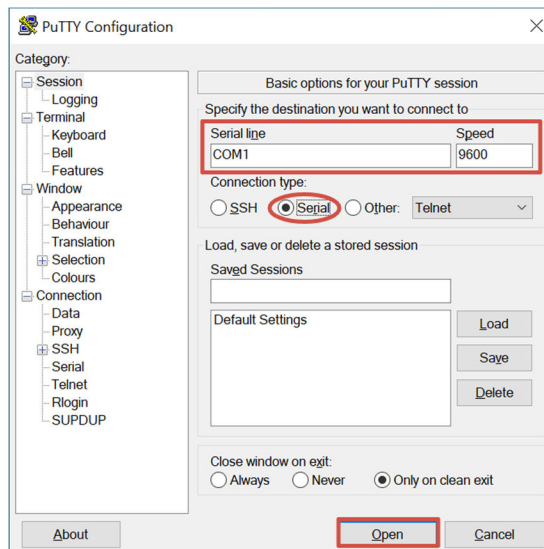 PuTTY Configuration
Category:
Session
Logging
Terminal
Keyboard
Bell
Features
Window
Appearance
Behaviour
Translation
Selection
Colours
Connection
Data
Proxy
SSH
Serial
Telnet
Rlogin
SUPDUP
Basic options for your PuTTY session
Specify the destination you want to connect to
Serial line Speed
COM1 9600
Connection type:
SSH Serial Other: Telnet
Load, save or delete a stored session
Saved Sessions
Default Settings
Load
Save
Delete
Close window on exit:
Always Never Only on clean exit
About Open Cancel